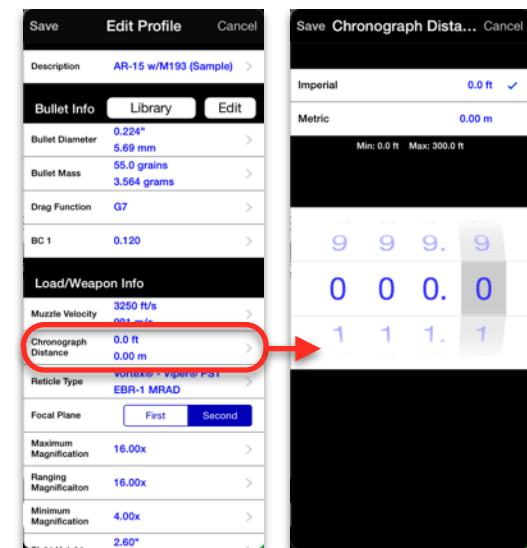 Save Edit Profile Cancel
Description AR-15 w/M193 (Sample)
Bullet Info Library Edit
Bullet Diameter 0.224"
5.69 mm
Bullet Mass 55.0 grains
3.564 grams
Drag Function G7
BC 1 0.120
Load/Weapon Info
Muzzle Velocity 3250 ft/s
991 m/s
Chronograph
Distance
0.0 ft
0.00 m
Reticle Type Vortex® - Viper® PST
EBR-1 MRAD
Focal Plane First Second
Maximum
Magnification
16.00x
Ranging
Magnificaiton
16.00x
Minimum
Magnification
4.00x
2.60"
Save Chronograph Dista... Cancel
Imperial 0.0 ft ✓
Metric 0.00 m
Min: 0.0 ft Max: 300.0 ft
9 9 9. 9
0 0 0. 0
1 1 1. 1